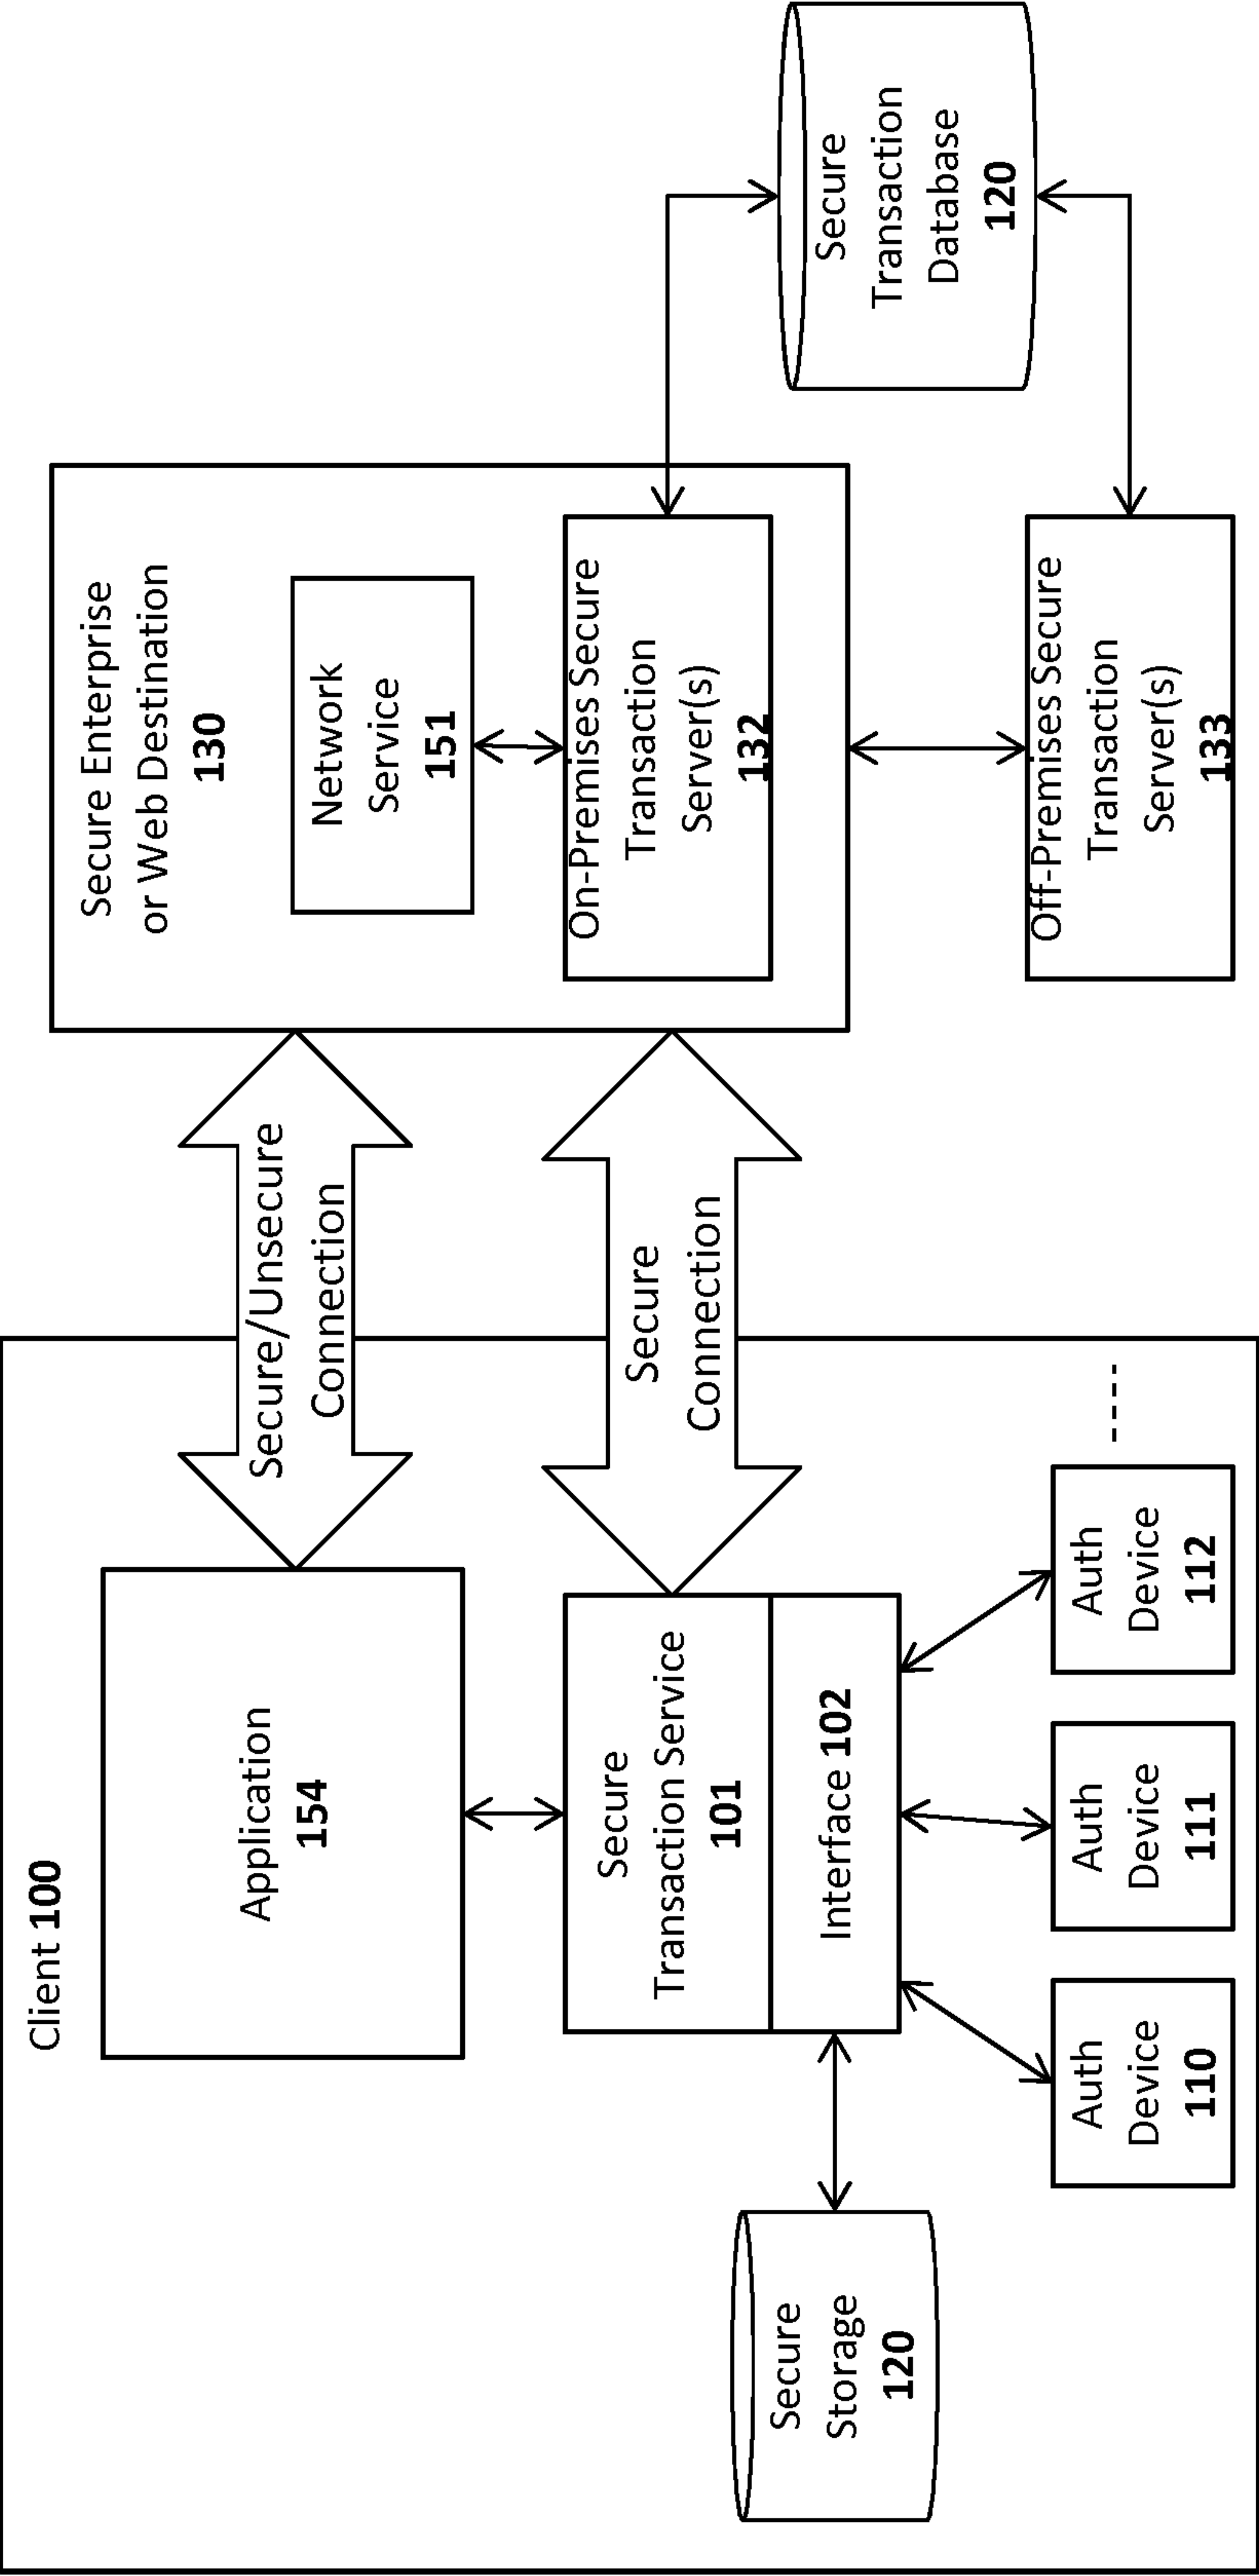 Client 100
Application
154
Secure/Unsecure
Connection
Secure
Transaction Service
101
Interface 102
Secure
Connection
Secure
Storage
120
Auth
Device
110
Auth
Device
111
Auth
Device
112
Secure Enterprise
or Web Destination
130
Network
Service
151
On-Premises Secure
Transaction
Server(s)
132
Off-Premises Secure
Transaction
Server(s)
133
Secure
Transaction
Database
120